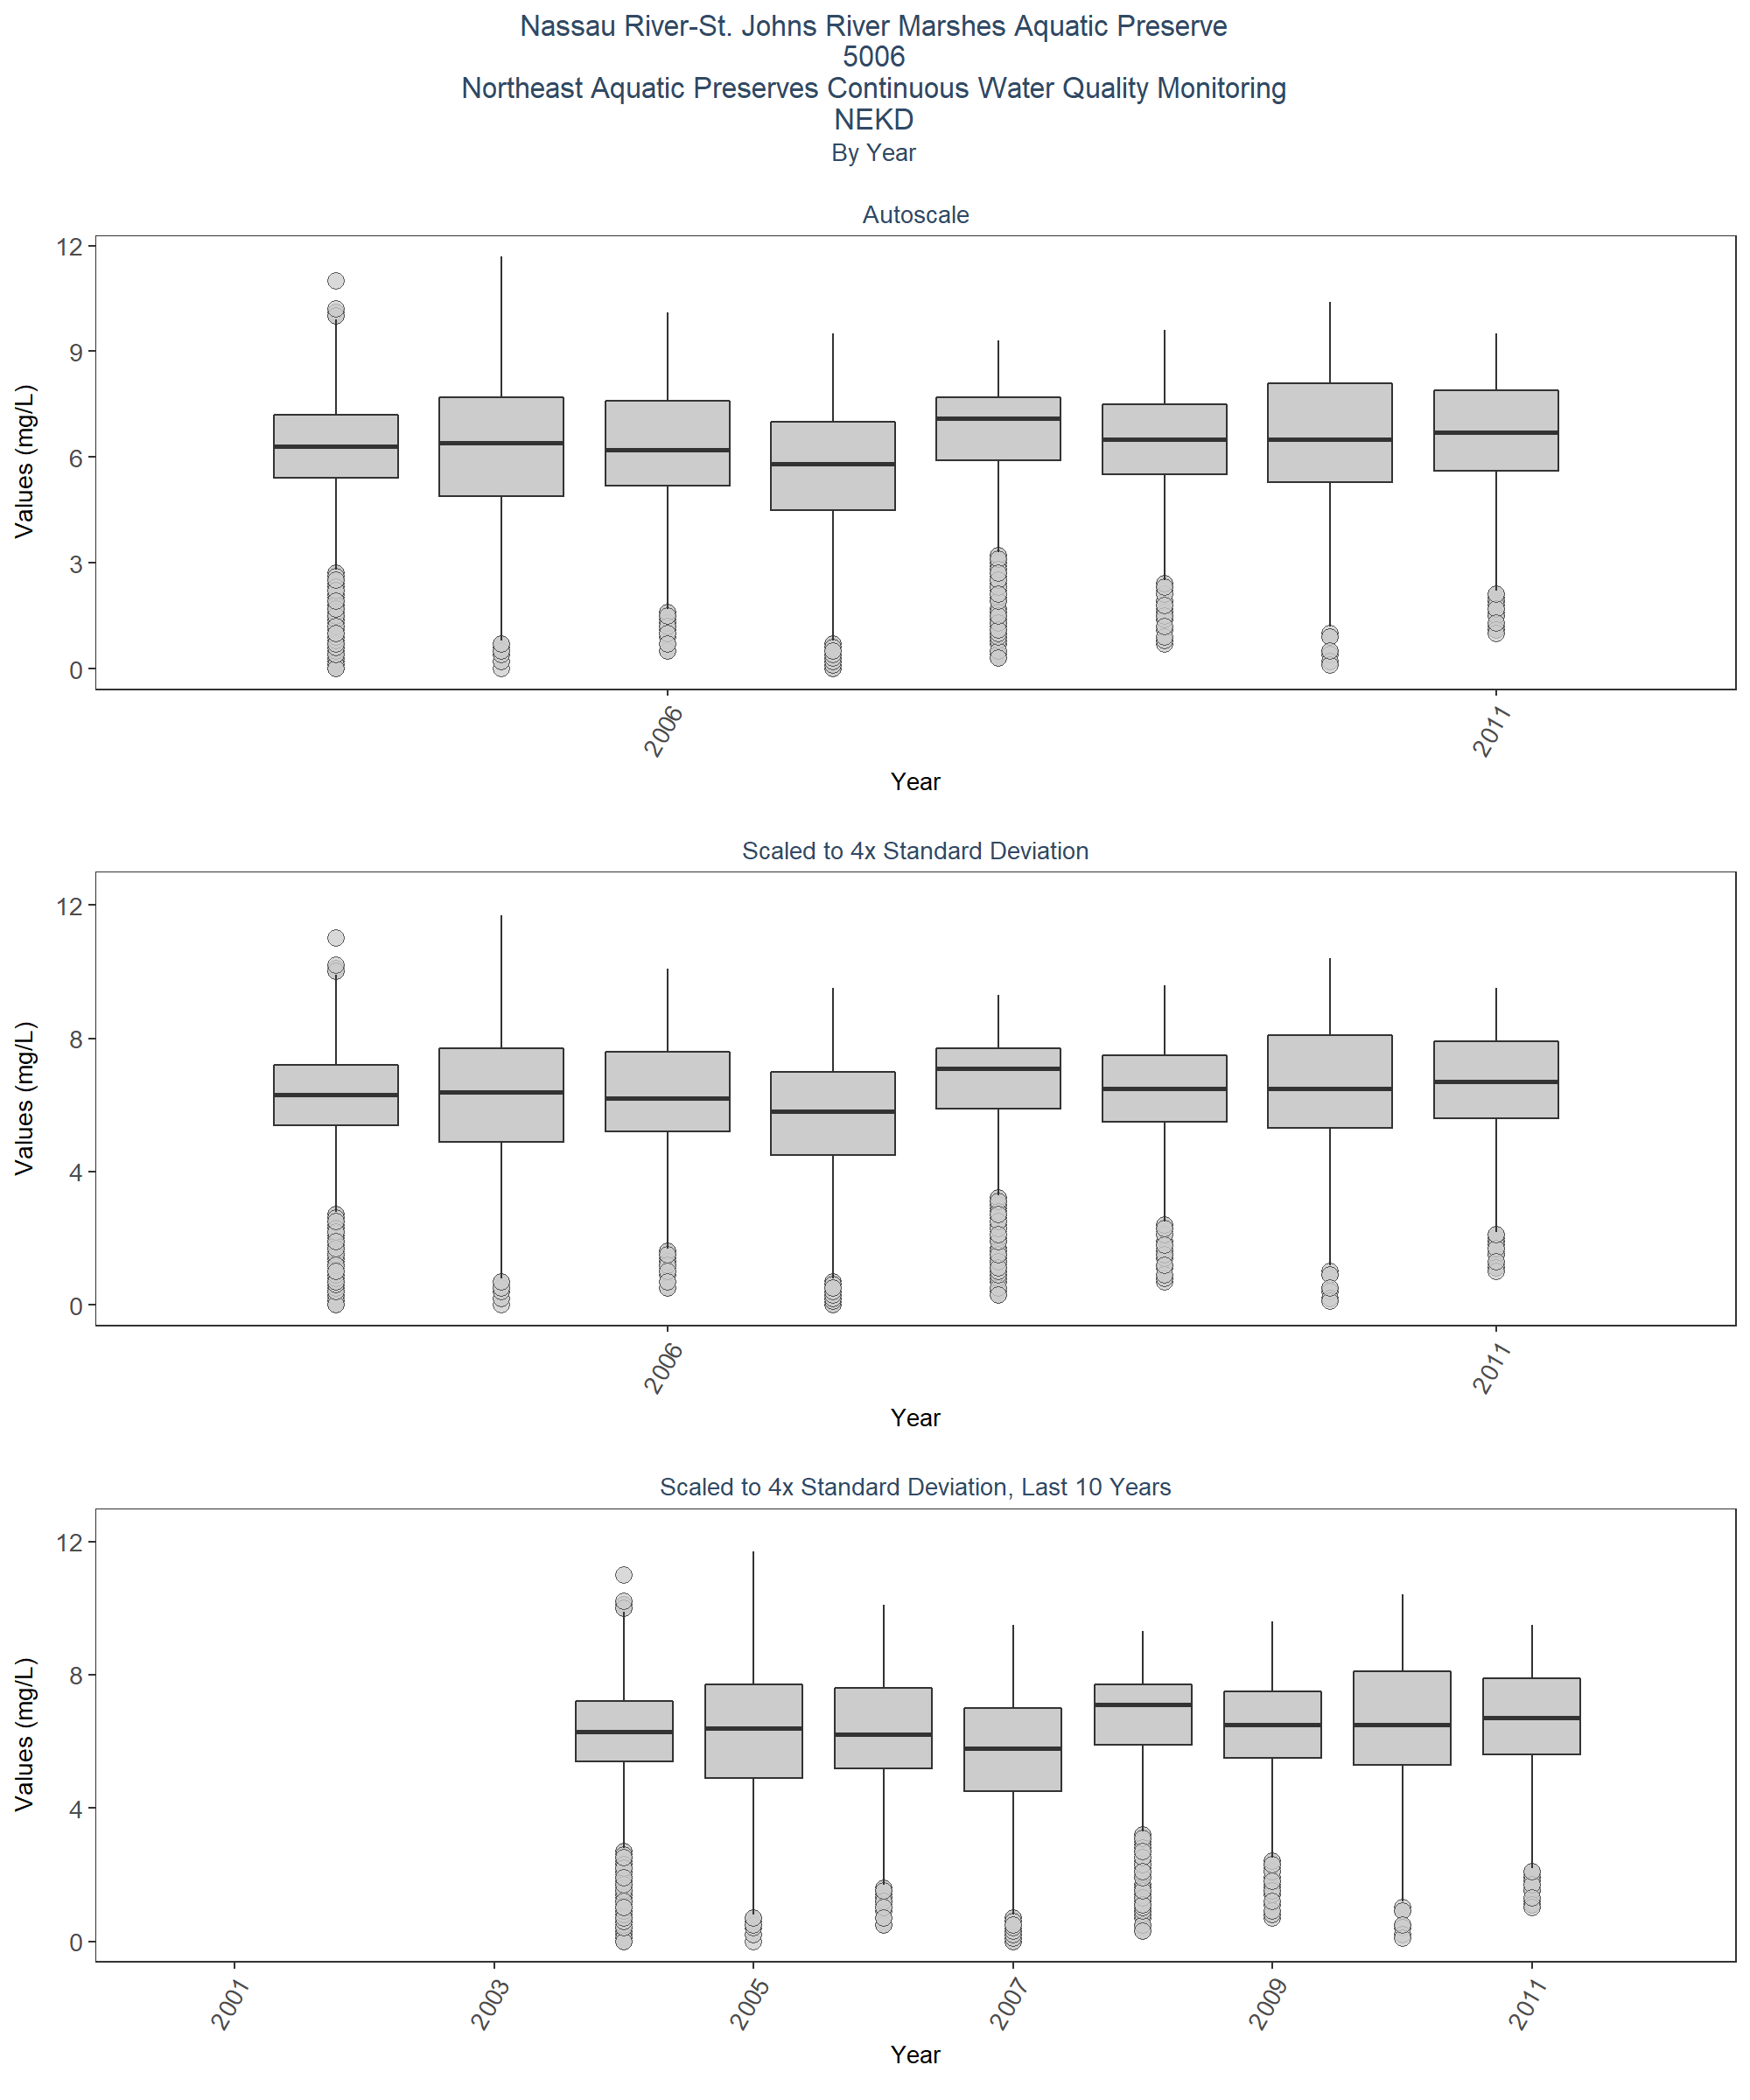 Nassau River-St. Johns River Marshes Aquatic Preserve
5006
Northeast Aquatic Preserves Continuous Water Quality Monitoring
NEKD
By Year
Autoscale
Values (mg/L)
12
9
6
3
0
2006
2011
Year
Scaled to 4x Standard Deviation
Values (mg/L)
12
8
4
0
2006
2011
Year
Scaled to 4x Standard Deviation, Last 10 Years
Values (mg/L)
12
8
4
0
2001
2003
2005
2007
2009
2011
Year